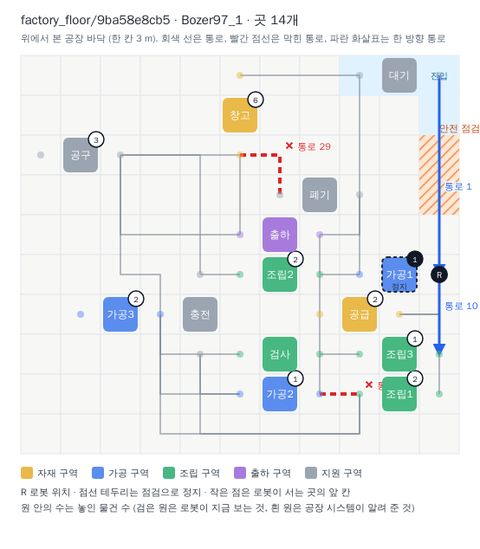 factory_floor/9ba58e8cb5 · Bozer97_1 · 곳 14개
위에서 본 공장 바닥 (한 칸 3 m). 회색 선은 통로, 빨간 점선은 막힌 통로, 파란 화살표는 한 방향 통로
대기
진입
6
창고
안전 점검
3
공구
× 통로 29
통로 1
폐기
출하
2
조립2
1
가공1
정지
R
2
가공3
충전
2
공급
통로 10
검사
1
조립3
1
가공2
×
2
조립1
자재 구역
가공 구역
조립 구역
출하 구역
지원 구역
R 로봇 위치 · 점선 테두리는 점검으로 정지 · 작은 점은 로봇이 서는 곳의 앞 칸
원 안의 수는 놓인 물건 수 (검은 원은 로봇이 지금 보는 것, 흰 원은 공장 시스템이 알려 준 것)